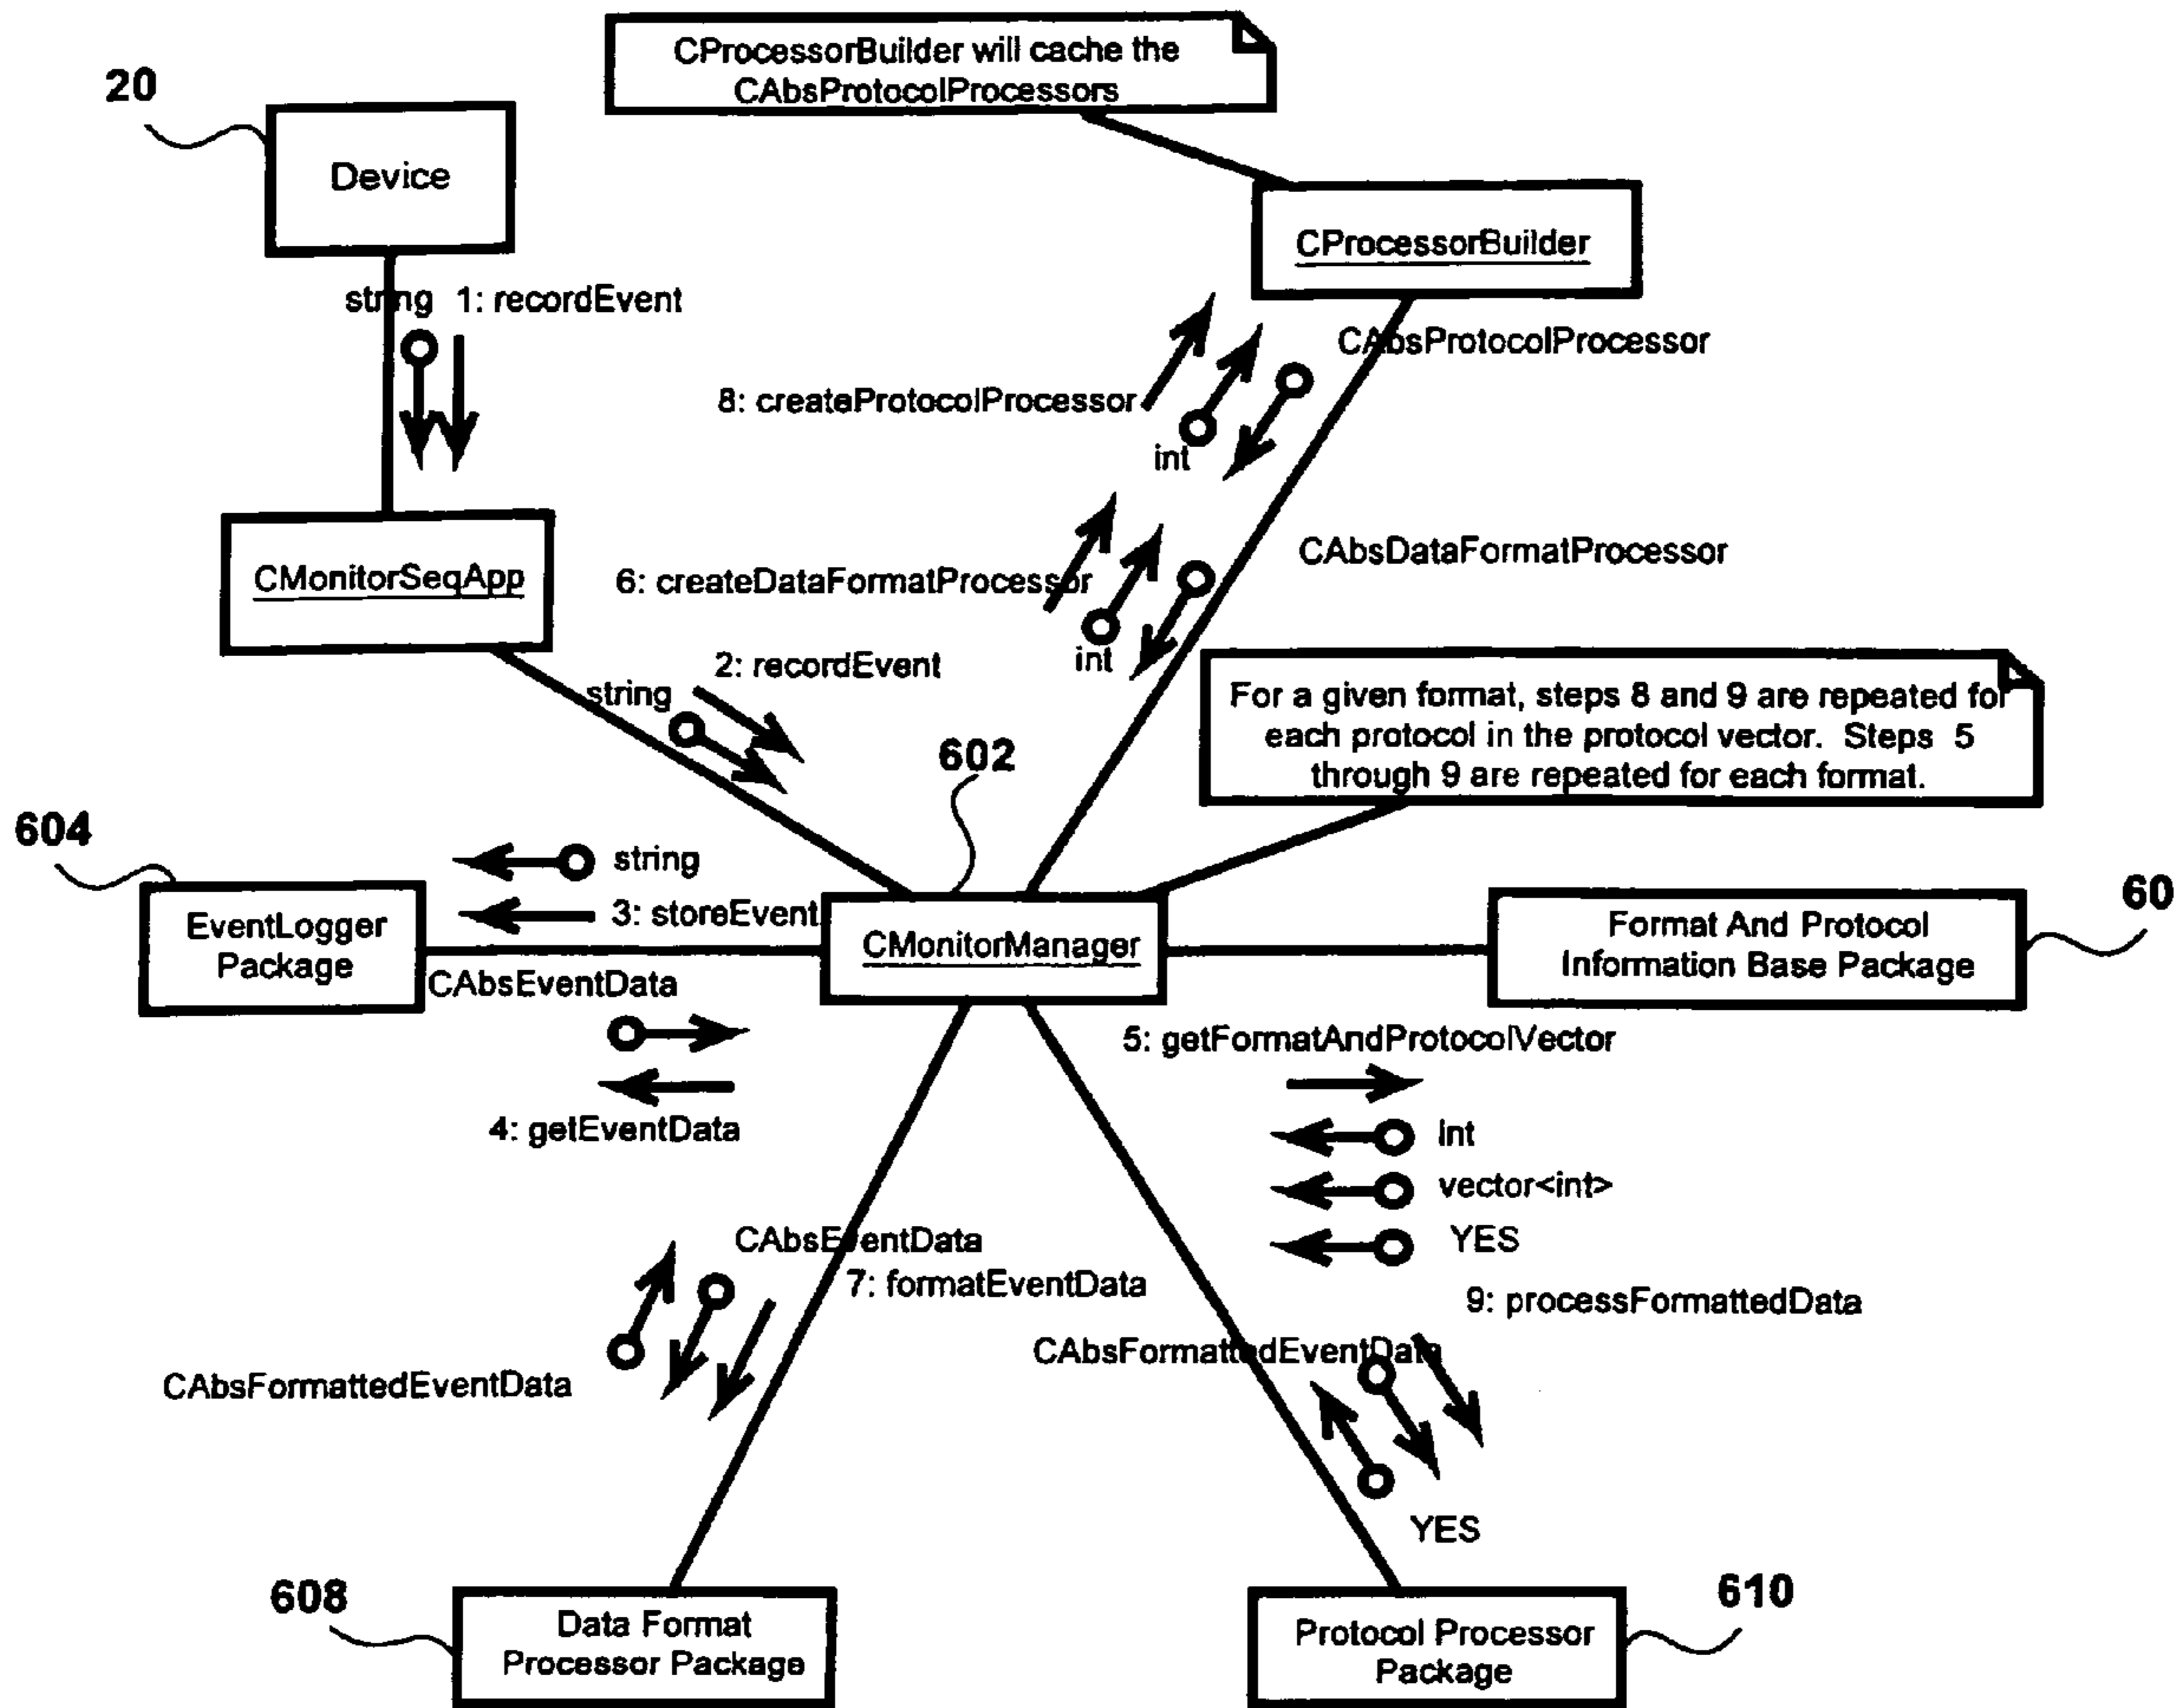 CProcessorBuilder will cache the
CAbsProtocolProcessors
20
Device
CProcessorBuilder
string 1: recordEvent
CAbsProtocolProcessor
8: createProtocolProcessor
int
CMonitorSeqApp
CAbsDataFormatProcessor
6: createDataFormatProcessor
int
2: recordEvent
string
For a given format, steps 8 and 9 are repeated for
each protocol in the protocol vector. Steps 5
through 9 are repeated for each format.
602
604
string
3: storeEvent
EventLogger
Package
CMonitorManager
Format And Protocol
Information Base Package
60
CAbsEventData
4: getEventData
5: getFormatAndProtocolVector
int
vector<int>
YES
CAbsEventData
7: formatEventData
9: processFormattedData
CAbsFormattedEventData
CAbsFormattedEventData
YES
608
Data Format
Processor Package
610
Protocol Processor
Package